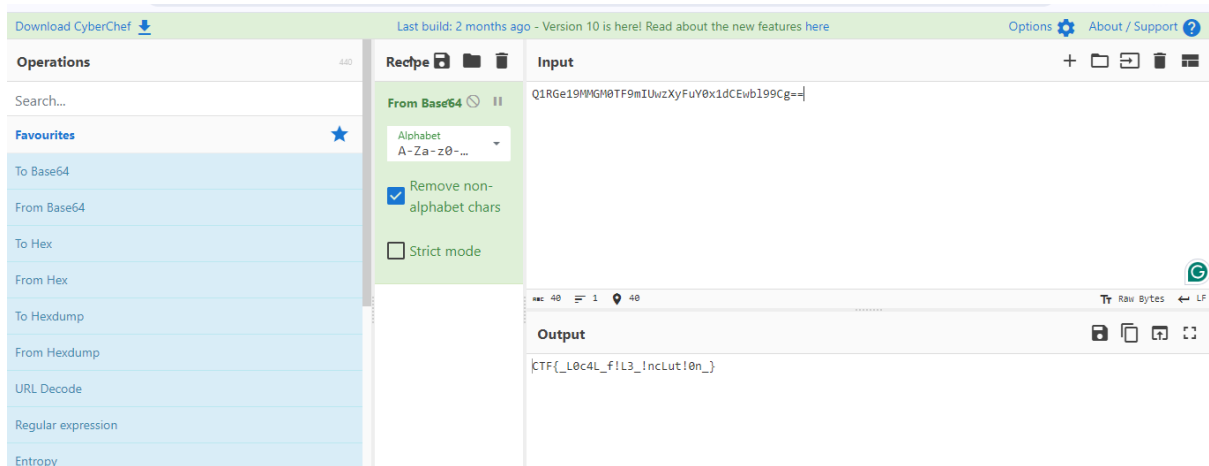 Download CyberChef
Last build: 2 months ago - Version 10 is here! Read about the new features here
Options
About / Support
Operations
440
Search...
Favourites
To Base64
From Base64
To Hex
From Hex
To Hexdump
From Hexdump
URL Decode
Regular expression
Entropy
Recipe
From Base64
Alphabet
A-Za-z0-…
Remove non-
alphabet chars
Strict mode
Input
Q1RGe19MMGM0TF9mIUwzXyFuY0x1dCEwbl99Cg==
ABC 40 1 40
Raw Bytes LF
Output
CTF{_L0c4L_f!L3_!ncLut!0n_}